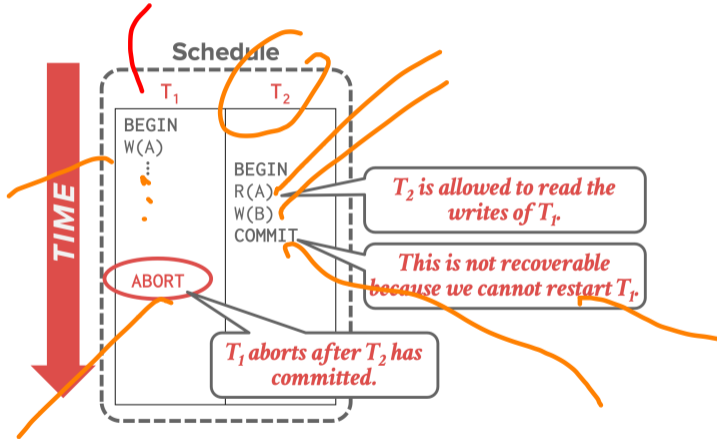 Schedule
T₁ T₂
BEGIN
W(A)
BEGIN
R(A)
W(B)
COMMIT
T₂ is allowed to read the
writes of T₁.
This is not recoverable
because we cannot restart T₁.
ABORT
T₁ aborts after T₂ has
committed.
TIME